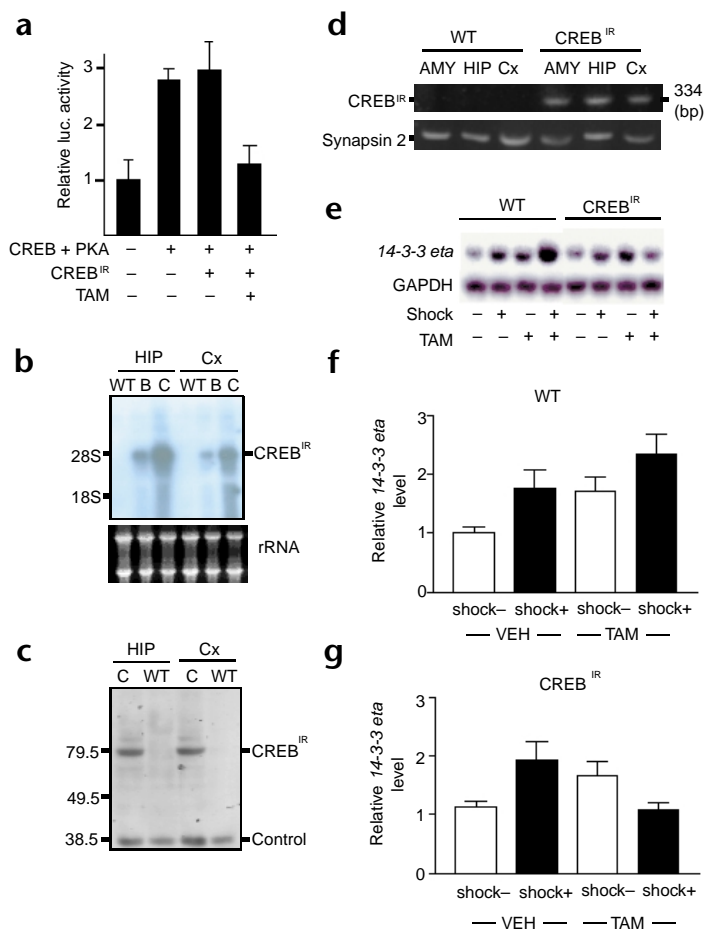 a
Relative luc. activity
3
2
1
CREB + PKA – + + +
CREB^IR – – + +
TAM – – – +
b
HIP Cx
WT B C WT B C
28S
18S
CREB^IR
rRNA
c
HIP Cx
C WT C WT
79.5
49.5
38.5
CREB^IR
Control
d
WT CREB^IR
AMY HIP Cx AMY HIP Cx
CREB^IR
334
(bp)
Synapsin 2
e
WT CREB^IR
14-3-3 eta
GAPDH
Shock – + – + – + – +
TAM – – + + – – + +
f
WT
Relative 14-3-3 eta
level
3
2
1
0
shock– shock+ shock– shock+
VEH TAM
g
CREB^IR
Relative 14-3-3 eta
level
3
2
1
0
shock– shock+ shock– shock+
VEH TAM